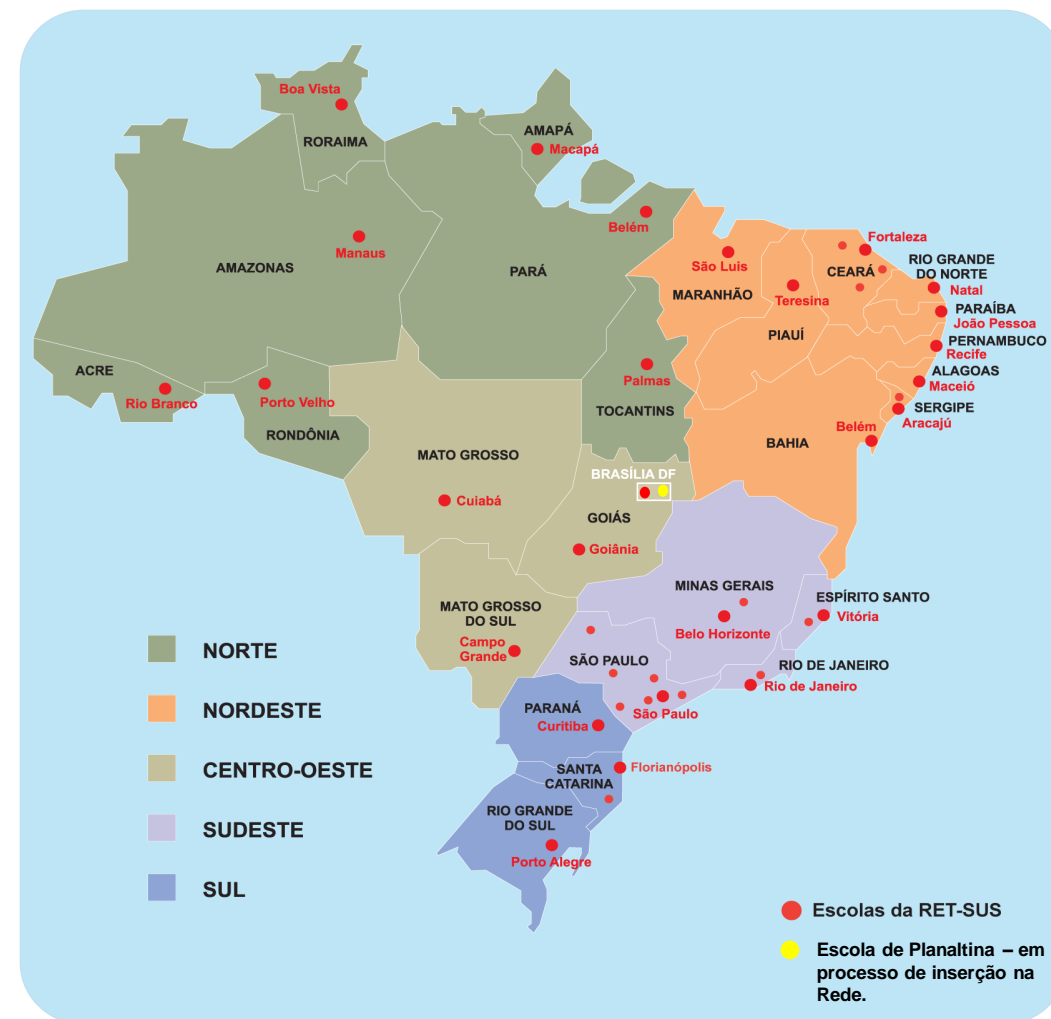 Boa Vista
RORAIMA
AMAPÁ
Macapá
Belém
Manaus
AMAZONAS
PARÁ
São Luis
MARANHÃO
Teresina
PIAUÍ
Fortaleza
CEARÁ
RIO GRANDE
DO NORTE
Natal
PARAÍBA
João Pessoa
PERNAMBUCO
Recife
ALAGOAS
Maceió
SERGIPE
Aracajú
ACRE
Rio Branco
Porto Velho
RONDÔNIA
Palmas
TOCANTINS
Belém
BAHIA
MATO GROSSO
Cuiabá
BRASÍLIA DF
GOIÁS
Goiânia
MINAS GERAIS
Belo Horizonte
ESPÍRITO SANTO
Vitória
MATO GROSSO
DO SUL
Campo
Grande
SÃO PAULO
São Paulo
RIO DE JANEIRO
Rio de Janeiro
PARANÁ
Curitiba
SANTA
CATARINA
Florianópolis
RIO GRANDE
DO SUL
Porto Alegre
NORTE
NORDESTE
CENTRO-OESTE
SUDESTE
SUL
Escolas da RET-SUS
Escola de Planaltina – em
processo de inserção na
Rede.